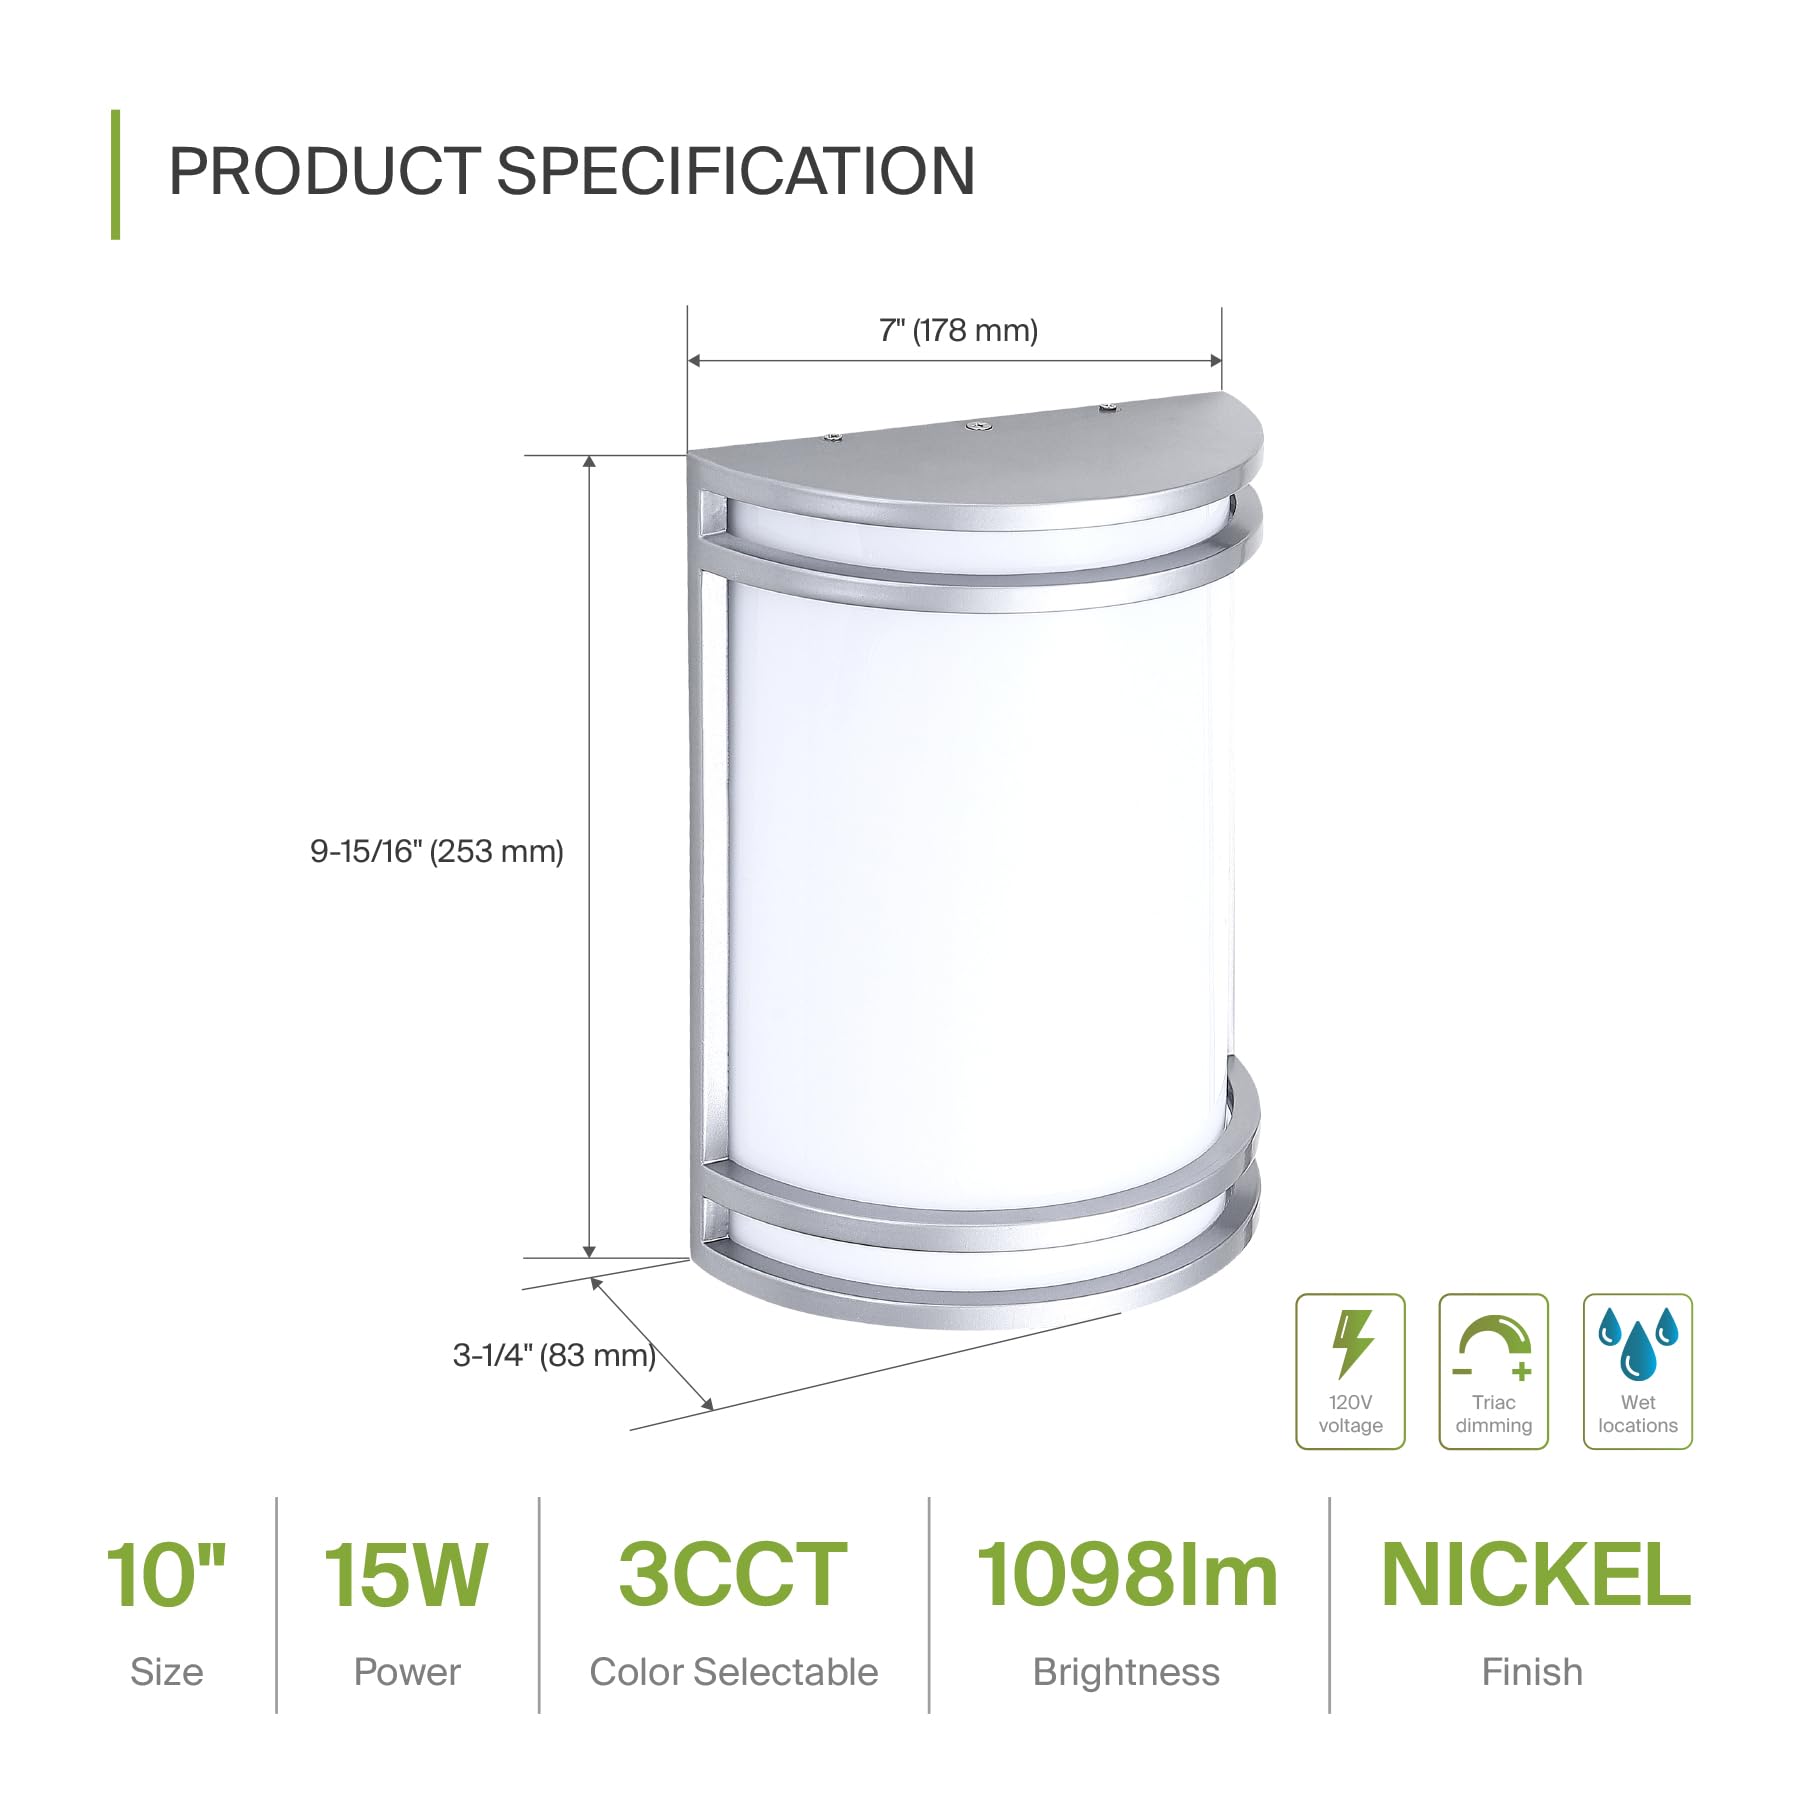 PRODUCT SPECIFICATION
7" (178 mm)
9-15/16" (253 mm)
3-1/4" (83 mm)
120V
voltage
Triac
dimming
Wet
locations
10"
Size
15W
Power
3CCT
Color Selectable
1098lm
Brightness
NICKEL
Finish